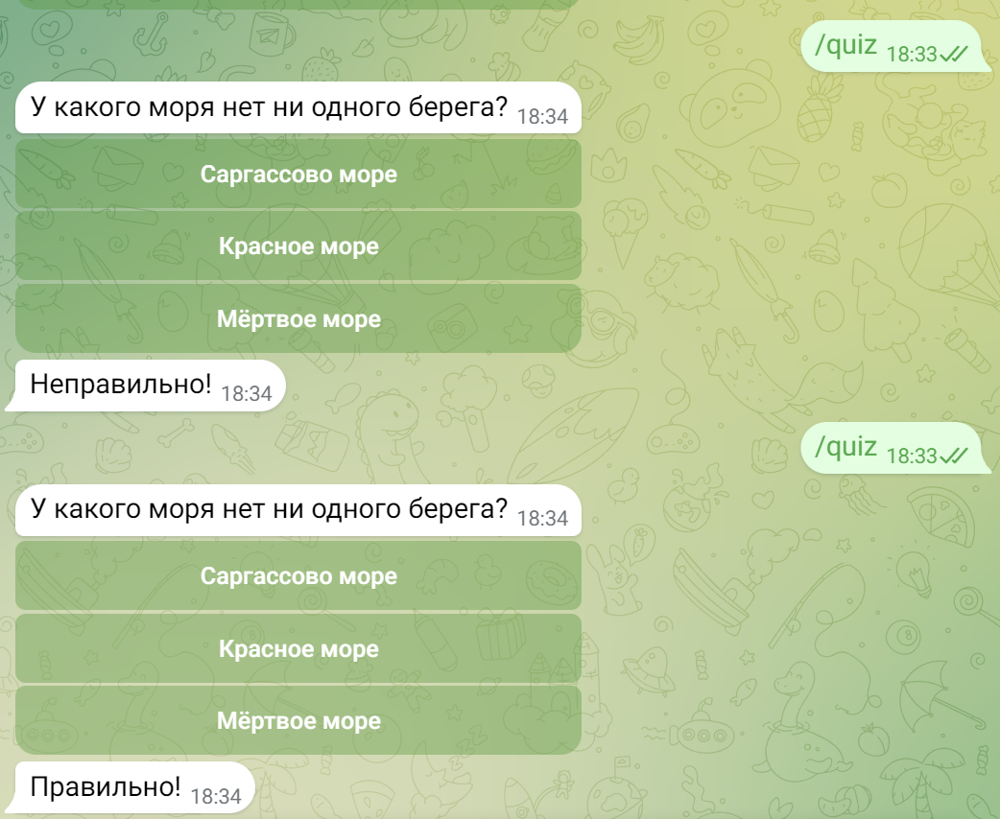 /quiz 18:33
У какого моря нет ни одного берега? 18:34
Саргассово море
Красное море
Мёртвое море
Неправильно! 18:34
/quiz 18:33
У какого моря нет ни одного берега? 18:34
Саргассово море
Красное море
Мёртвое море
Правильно! 18:34